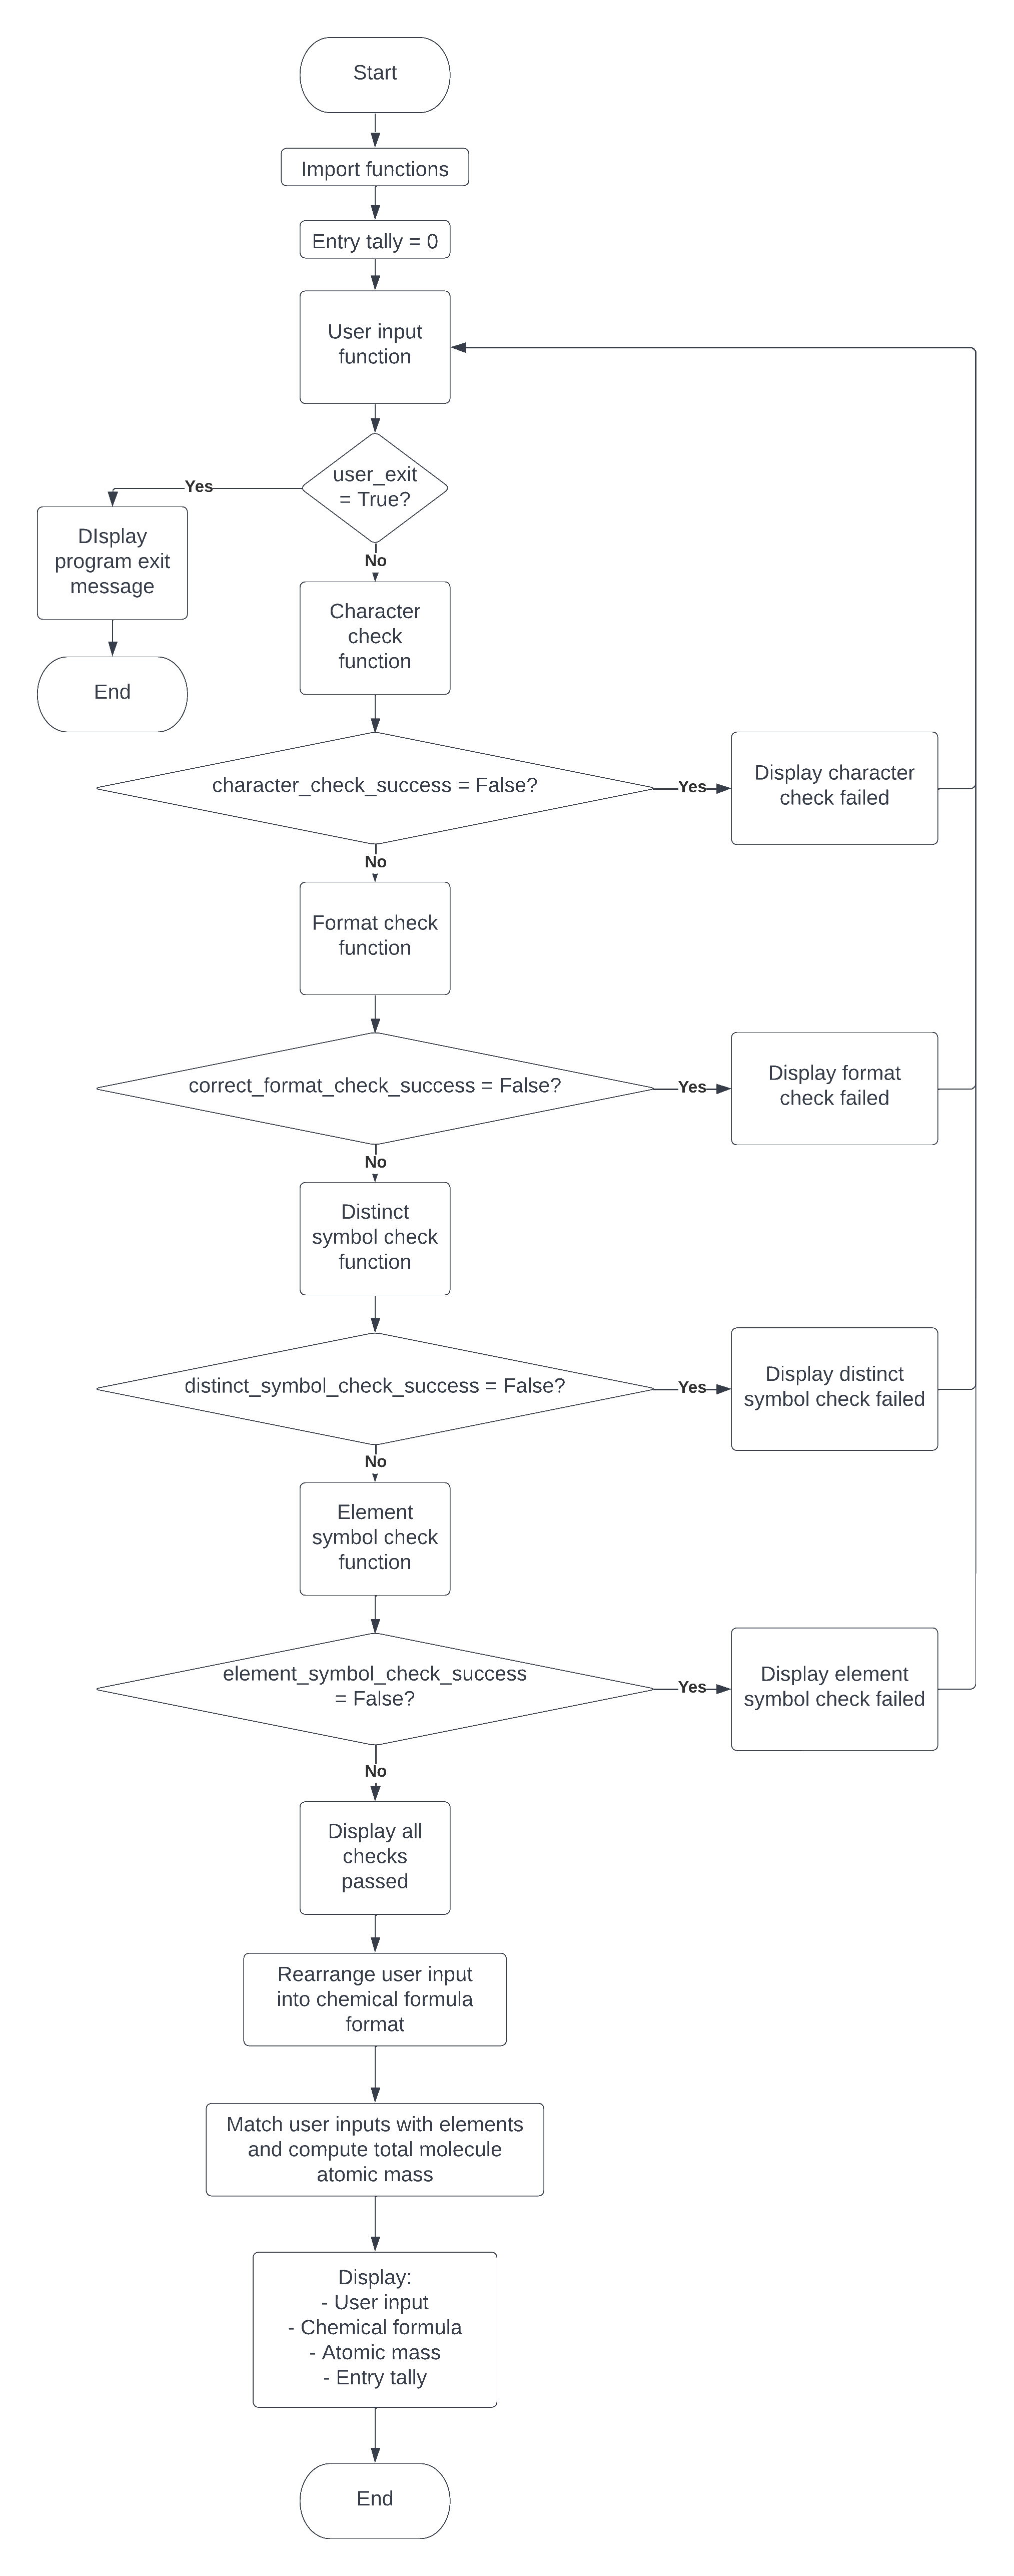 Start
Import functions
Entry tally = 0
User input
function
user_exit
= True?
Yes
DIsplay
program exit
message
End
No
Character
check
function
character_check_success = False?
Yes
Display character
check failed
No
Format check
function
correct_format_check_success = False?
Yes
Display format
check failed
No
Distinct
symbol check
function
distinct_symbol_check_success = False?
Yes
Display distinct
symbol check failed
No
Element
symbol check
function
element_symbol_check_success
= False?
Yes
Display element
symbol check failed
No
Display all
checks
passed
Rearrange user input
into chemical formula
format
Match user inputs with elements
and compute total molecule
atomic mass
Display:
- User input
- Chemical formula
- Atomic mass
- Entry tally
End